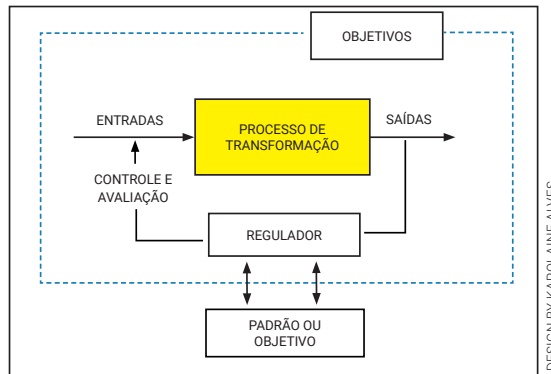 OBJETIVOS
ENTRADAS
PROCESSO DE
TRANSFORMAÇÃO
SAÍDAS
CONTROLE E
AVALIAÇÃO
REGULADOR
PADRÃO OU
OBJETIVO
DESIGN BY KAROLAINE ALVES